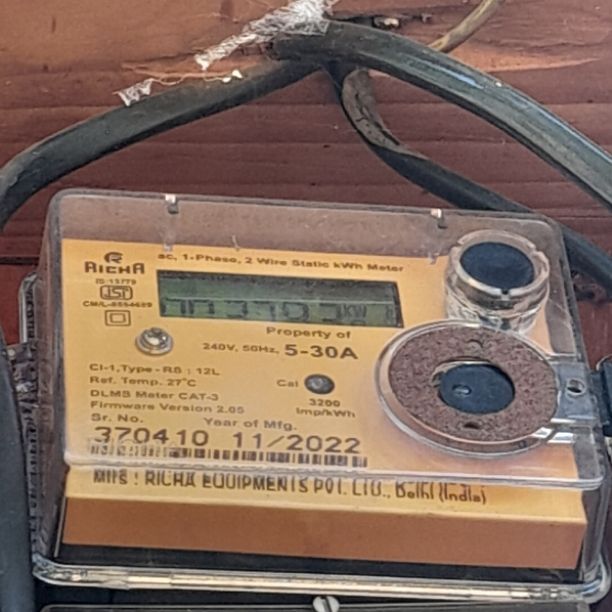 RICHA
ac, 1-Phase, 2 Wire Static kWh Meter
IS:13779
ISI
Property of
240V, 50Hz, 5-30A
Cl-1, Type - RS : 12L
Ref. Temp. 27°C
Cal
DLMS Meter CAT-3
3200
Firmware Version 2.05
Imp/kWh
Sr. No. Year of Mfg.
370410 11/2022
Mfrs : RICHA EQUIPMENTS PVT. LTD., Delhi (India)